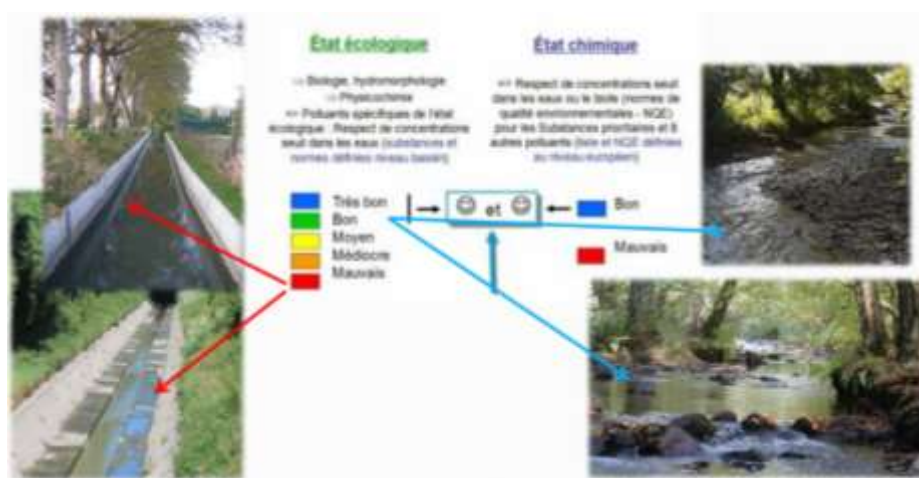 État écologique
⇨ Biologie, hydromorphologie
⇨ Physicochimie
⇨ Polluants spécifiques de l'état
écologique : Respect de concentrations
seuil dans les eaux (substances et
normes définies niveau bassin)
Très bon
Bon
Moyen
Médiocre
Mauvais
et
État chimique
⇨ Respect de concentrations seuil
dans les eaux ou le biote (normes de
qualité environnementales - NQE)
pour les Substances prioritaires et 8
autres polluants (liste et NQE définies
au niveau européen)
Bon
Mauvais